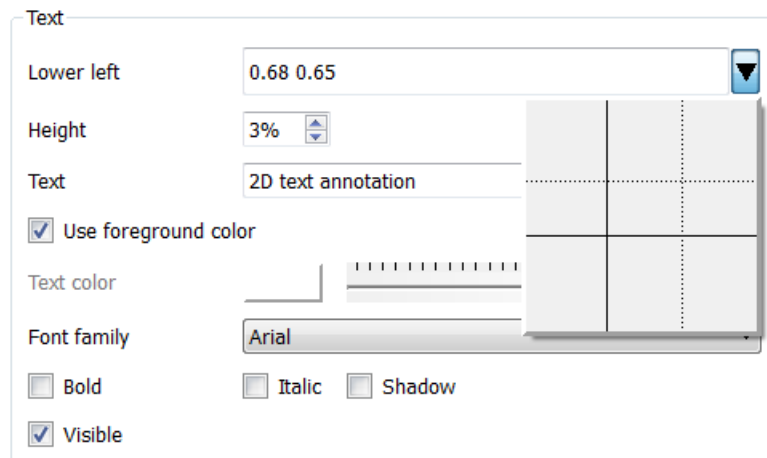 Text
Lower left 0.68 0.65
Height 3%
Text 2D text annotation
Use foreground color
Text color
Font family Arial
Bold Italic Shadow
Visible